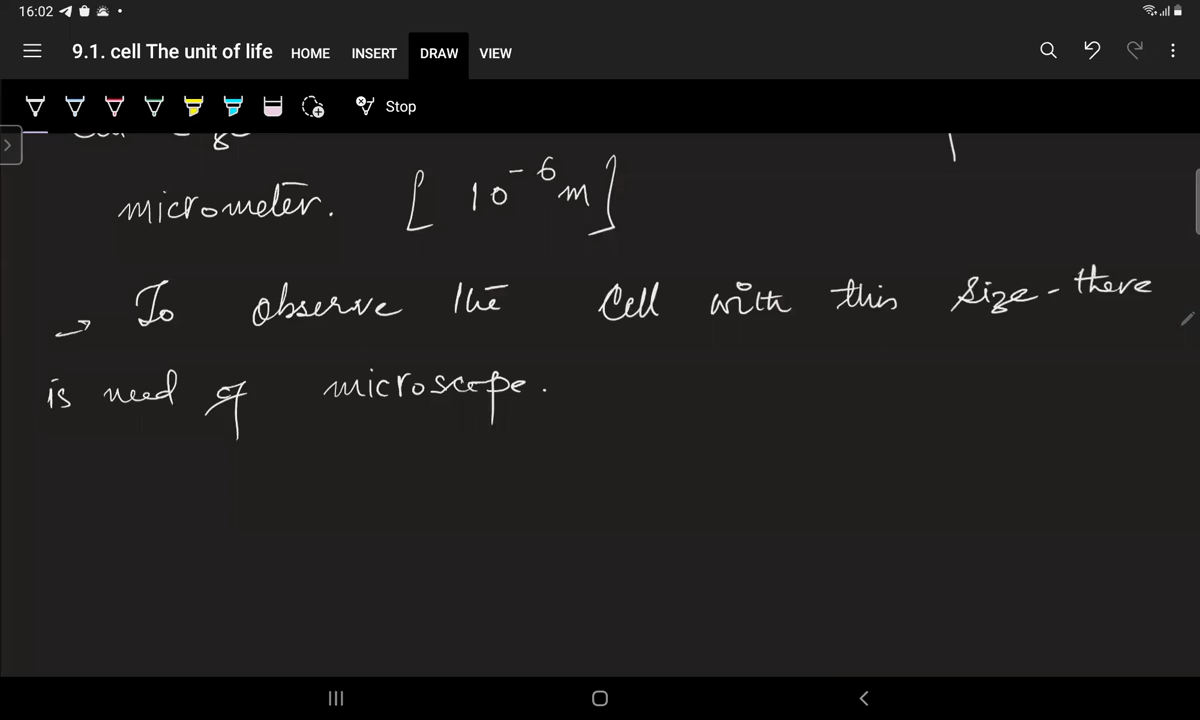 16:02
9.1. cell The unit of life HOME INSERT DRAW VIEW
Stop
micrometer. [ 10⁻⁶m ]
→ To observe the Cell with this size - there
is need of microscope.